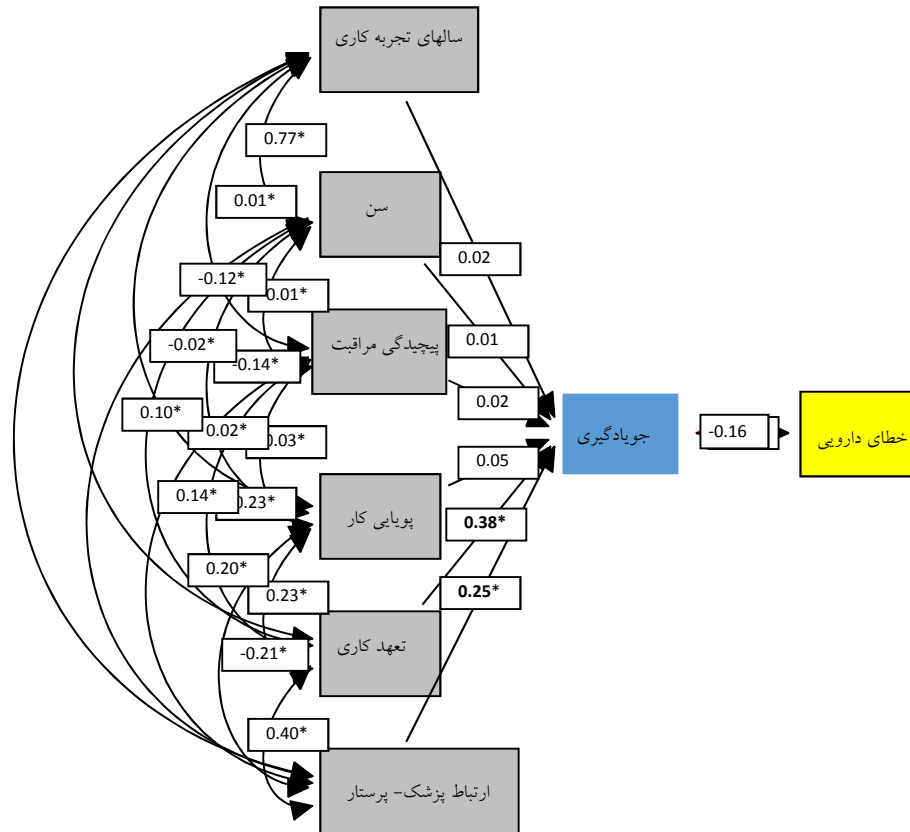 سالهای تجربه کاری
0.77*
0.01*
سن
0.02
-0.12*
0.01*
پیچیدگی مراقبت
0.01
-0.02*
-0.14*
0.02
جویادگیری
-0.16
خطای دارویی
0.10*
0.02*
0.03*
0.05
0.14*
0.23*
پویایی کار
0.38*
0.20*
0.23*
0.25*
تعهد کاری
-0.21*
0.40*
ارتباط پزشک- پرستار